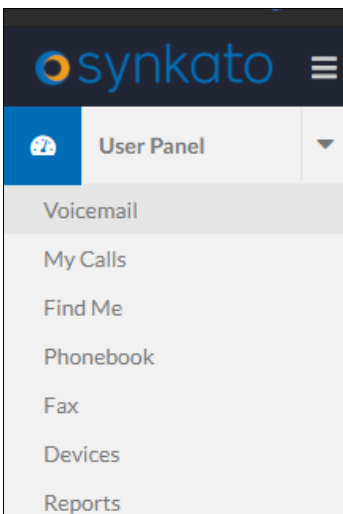 synkato
User Panel
Voicemail
My Calls
Find Me
Phonebook
Fax
Devices
Reports